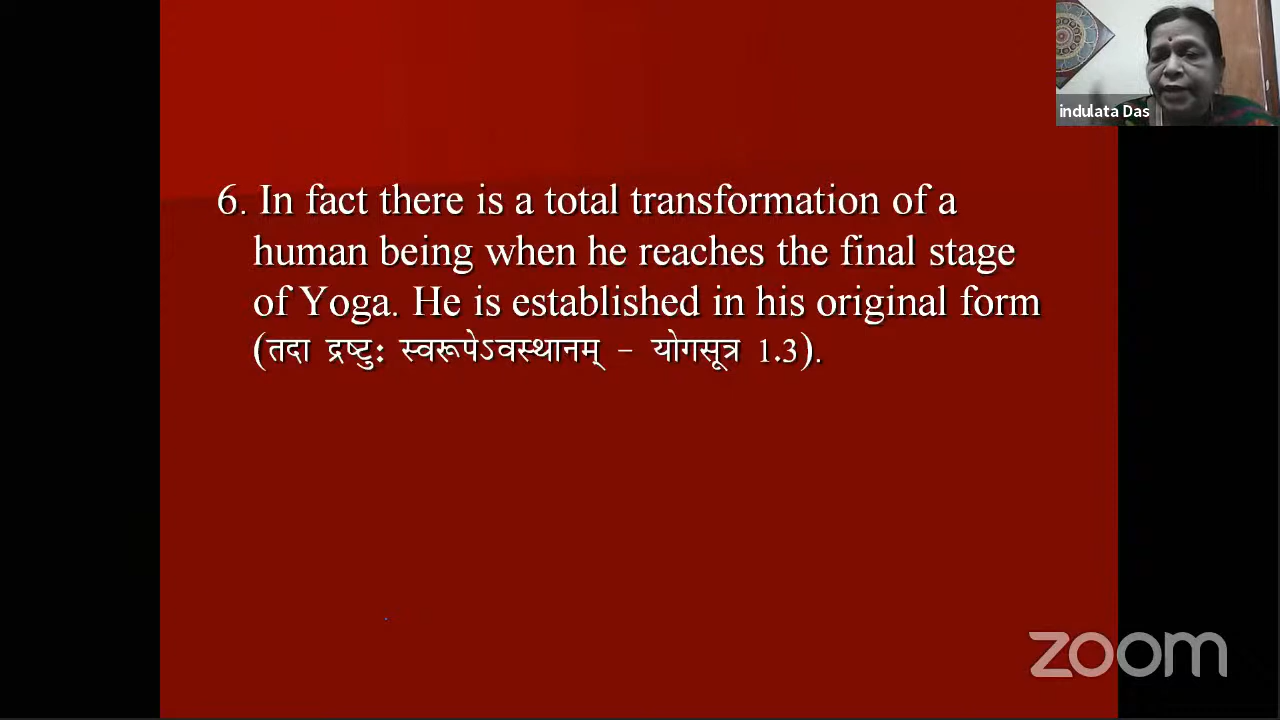 indulata Das
6. In fact there is a total transformation of a
human being when he reaches the final stage
of Yoga. He is established in his original form
(तदा द्रष्टुः स्वरूपेऽवस्थानम् – योगसूत्र 1.3).
zoom